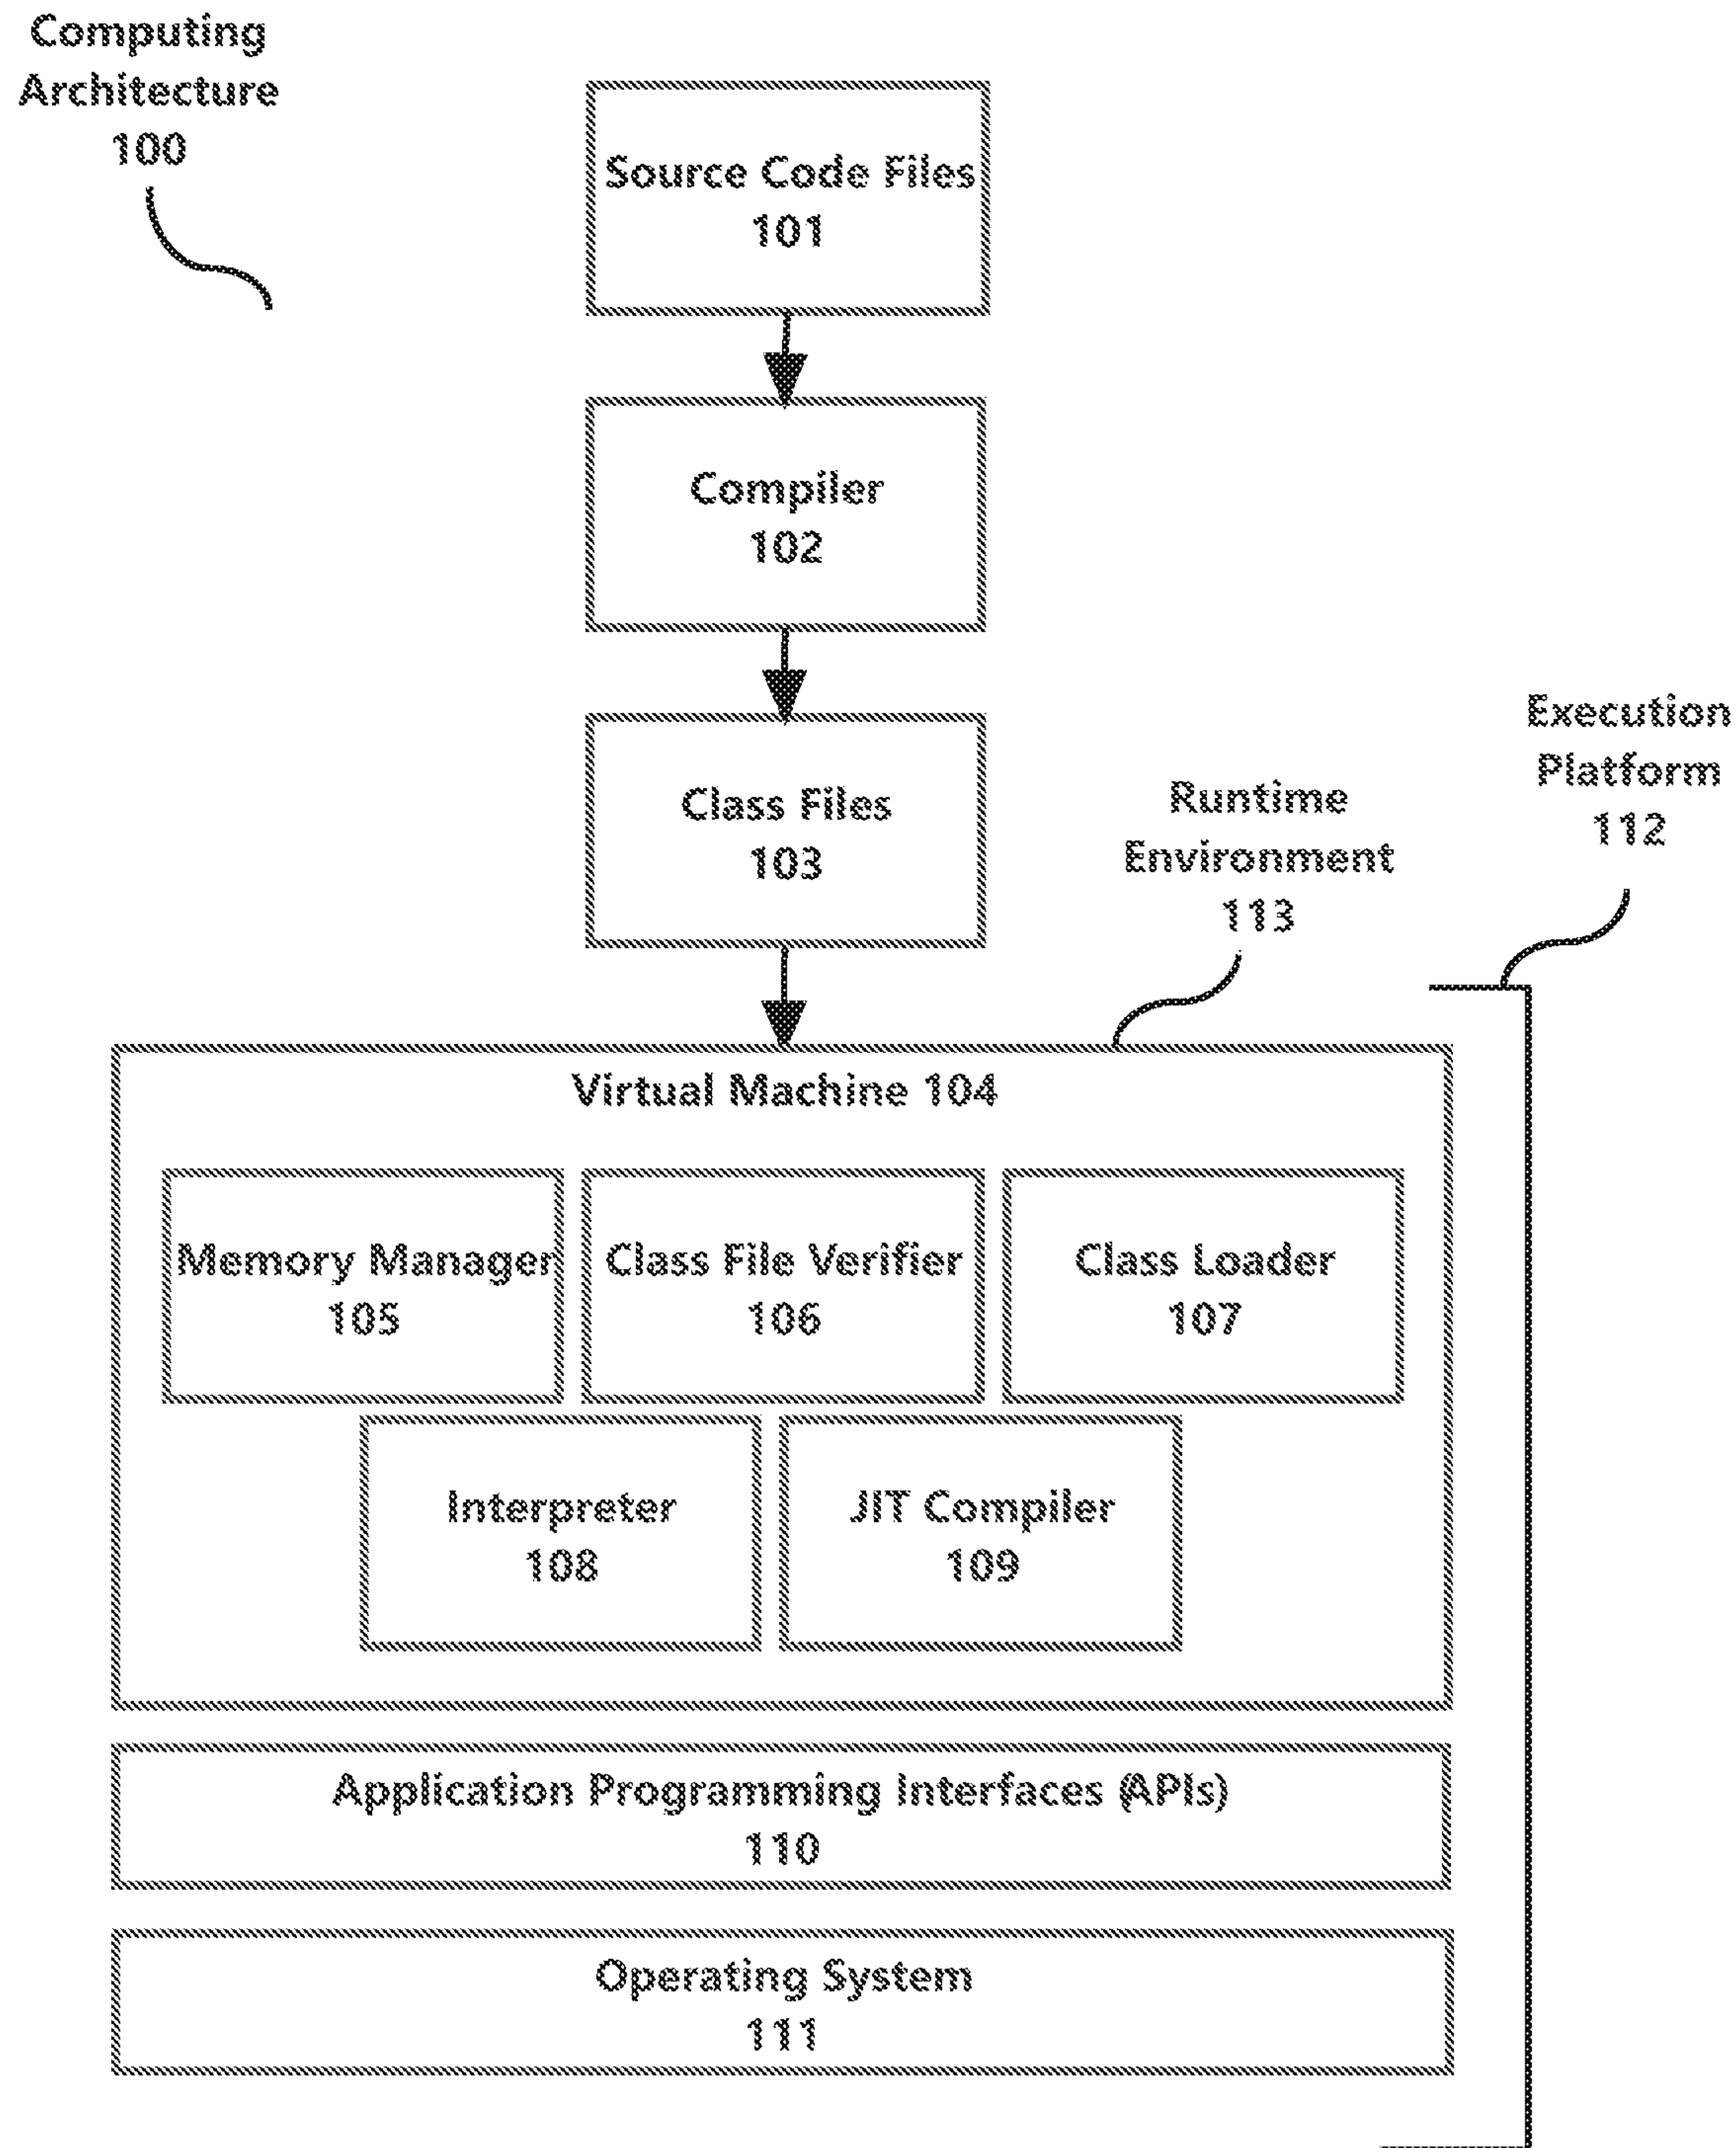 Computing
Architecture
100
Source Code Files
101
Compiler
102
Class Files
103
Execution
Platform
112
Runtime
Environment
113
Virtual Machine 104
Memory Manager
105
Class File Verifier
106
Class Loader
107
Interpreter
108
JIT Compiler
109
Application Programming Interfaces (APIs)
110
Operating System
111